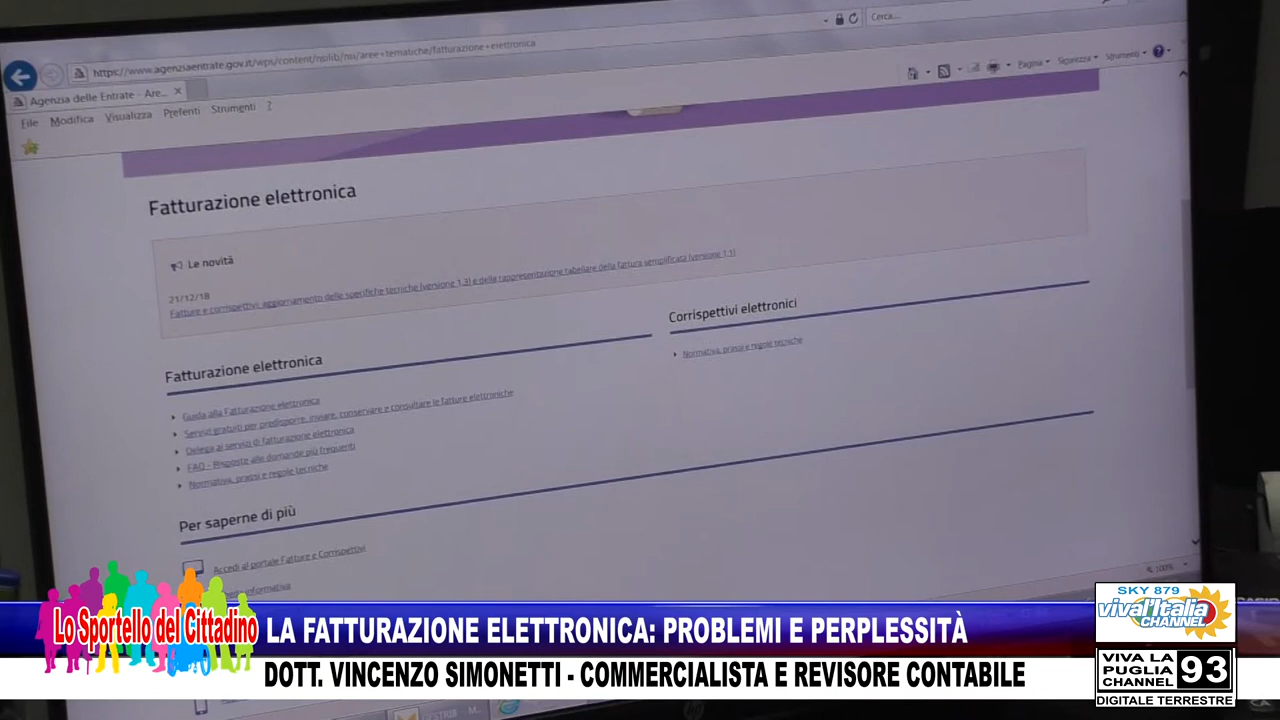 https://www.agenziaentrate.gov.it/wps/content/nsilib/nsi/aree+tematiche/fatturazione+elettronica
Cerca...
Agenzia delle Entrate - Are...
File Modifica Visualizza Preferiti Strumenti ?
Pagina Sicurezza Strumenti
Fatturazione elettronica
Le novità
21/12/18
Fatture e corrispettivi: aggiornamento delle specifiche tecniche (versione 1.3) e della rappresentazione tabellare della fattura semplificata (versione 1.1)
Fatturazione elettronica
Guida alla Fatturazione elettronica
Servizi gratuiti per predisporre, inviare, conservare e consultare le fatture elettroniche
Delega ai servizi di fatturazione elettronica
FAQ - Risposte alle domande più frequenti
Normativa, prassi e regole tecniche
Corrispettivi elettronici
Normativa, prassi e regole tecniche
Per saperne di più
Accedi al portale Fatture e Corrispettivi
informativa
100%
Lo Sportello del Cittadino
LA FATTURAZIONE ELETTRONICA: PROBLEMI E PERPLESSITÀ
DOTT. VINCENZO SIMONETTI - COMMERCIALISTA E REVISORE CONTABILE
SKY 879
viva l'Italia
CHANNEL
VIVA LA
PUGLIA
CHANNEL
93
DIGITALE TERRESTRE